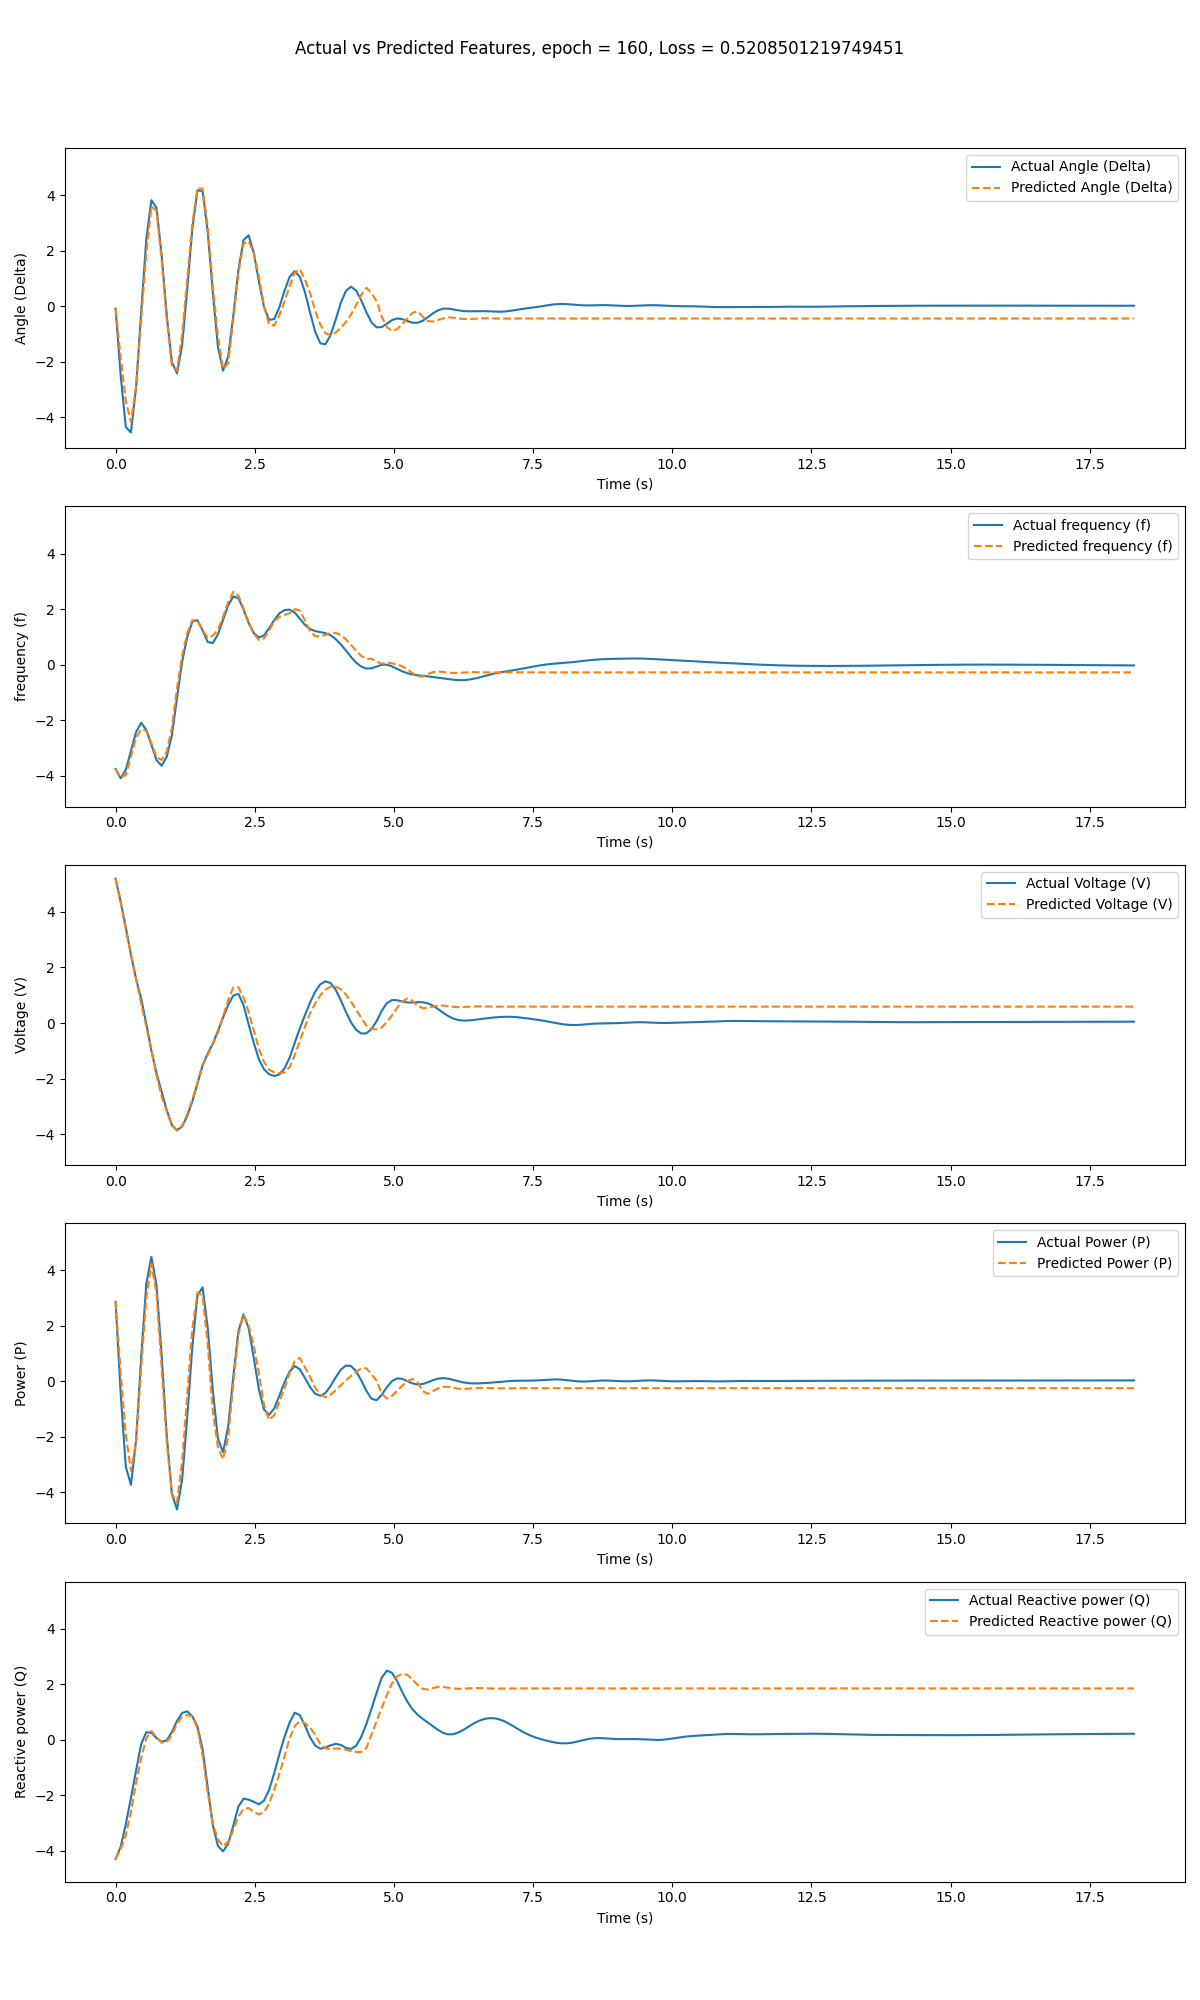 Actual vs Predicted Features, epoch = 160, Loss = 0.5208501219749451
Actual Angle (Delta)
Predicted Angle (Delta)
Angle (Delta)
4
2
0
−2
−4
0.0 2.5 5.0 7.5 10.0 12.5 15.0 17.5
Time (s)
Actual frequency (f)
Predicted frequency (f)
frequency (f)
4
2
0
−2
−4
0.0 2.5 5.0 7.5 10.0 12.5 15.0 17.5
Time (s)
Actual Voltage (V)
Predicted Voltage (V)
Voltage (V)
4
2
0
−2
−4
0.0 2.5 5.0 7.5 10.0 12.5 15.0 17.5
Time (s)
Actual Power (P)
Predicted Power (P)
Power (P)
4
2
0
−2
−4
0.0 2.5 5.0 7.5 10.0 12.5 15.0 17.5
Time (s)
Actual Reactive power (Q)
Predicted Reactive power (Q)
Reactive power (Q)
4
2
0
−2
−4
0.0 2.5 5.0 7.5 10.0 12.5 15.0 17.5
Time (s)